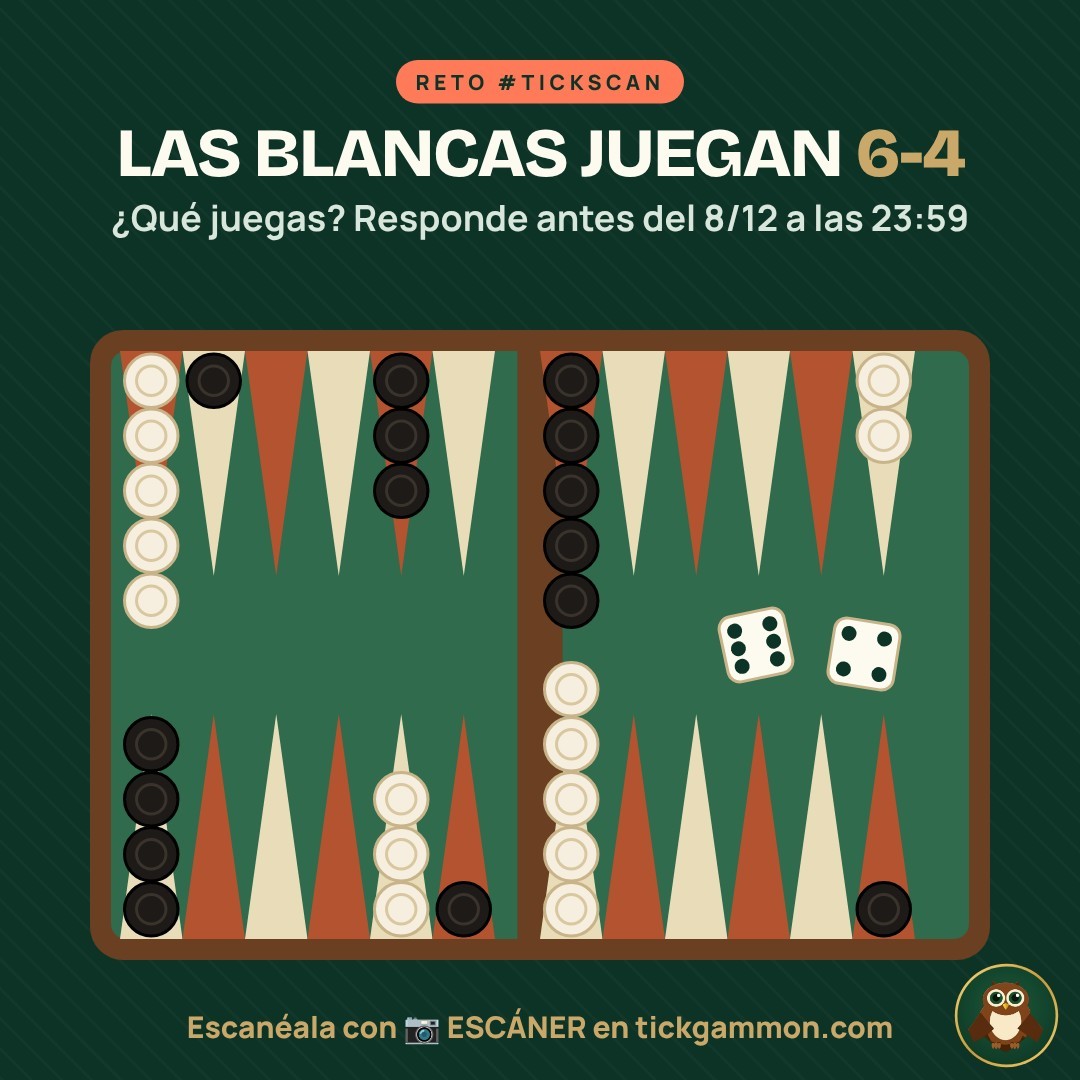 RETO #TICKSCAN
LAS BLANCAS JUEGAN 6-4
¿Qué juegas? Responde antes del 8/12 a las 23:59
Escanéala con 📷 ESCÁNER en tickgammon.com